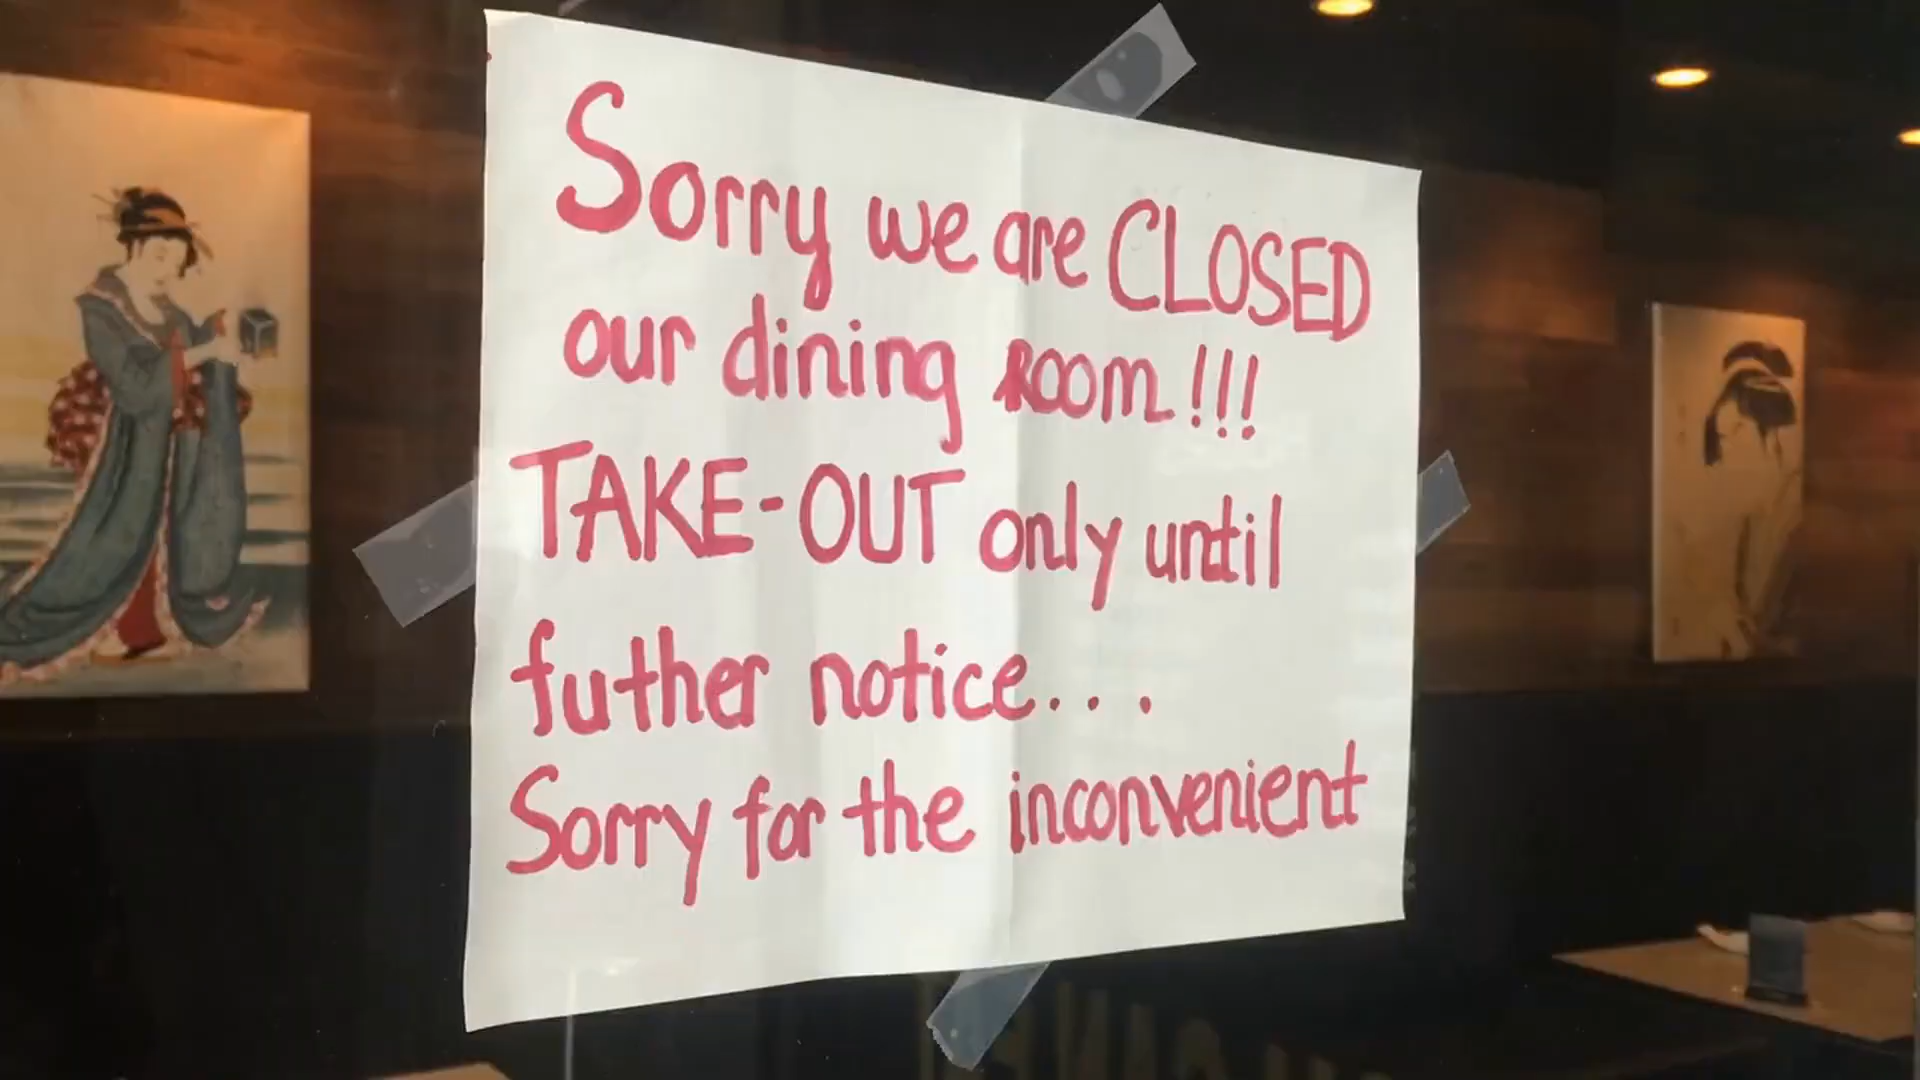 Sorry we are CLOSED
our dining ROOM!!!
TAKE-OUT only until
futher notice...
Sorry for the inconvenient